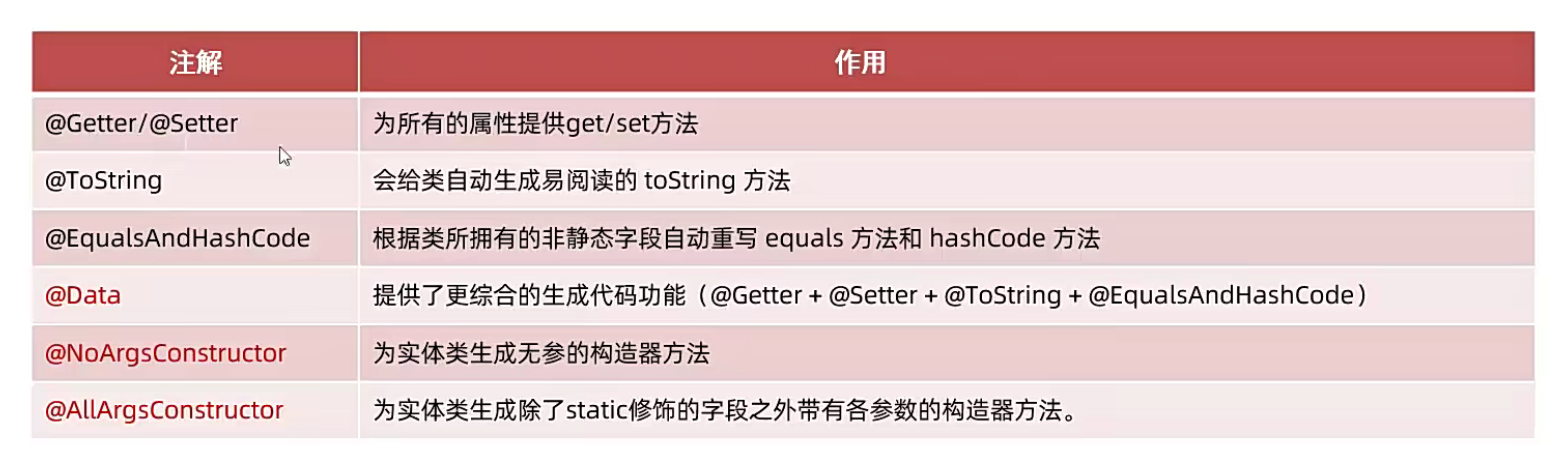 注解 作用
@Getter/@Setter 为所有的属性提供get/set方法
@ToString 会给类自动生成易阅读的 toString 方法
@EqualsAndHashCode 根据类所拥有的非静态字段自动重写 equals 方法和 hashCode 方法
@Data 提供了更综合的生成代码功能（@Getter + @Setter + @ToString + @EqualsAndHashCode）
@NoArgsConstructor 为实体类生成无参的构造器方法
@AllArgsConstructor 为实体类生成除了static修饰的字段之外带有各参数的构造器方法。